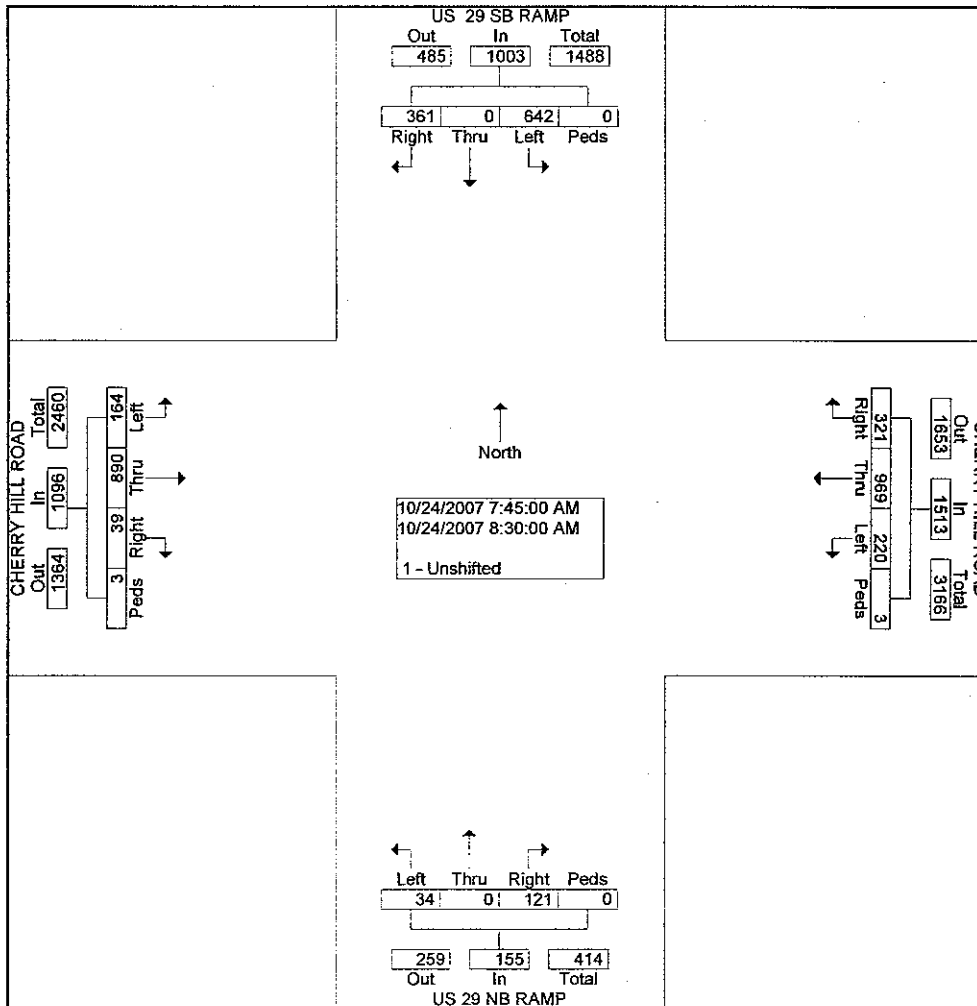 US 29 SB RAMP
Out In Total
485 1003 1488
361 0 642 0
Right Thru Left Peds
CHERRY HILL ROAD
Total In Out
2460 1096 1364
164 890 39 3
Left Thru Right Peds
North
10/24/2007 7:45:00 AM
10/24/2007 8:30:00 AM
1 - Unshifted
Right Thru Left Peds
321 969 220 3
Out In Total
1653 1513 3166
Left Thru Right Peds
34 0 121 0
259 155 414
Out In Total
US 29 NB RAMP